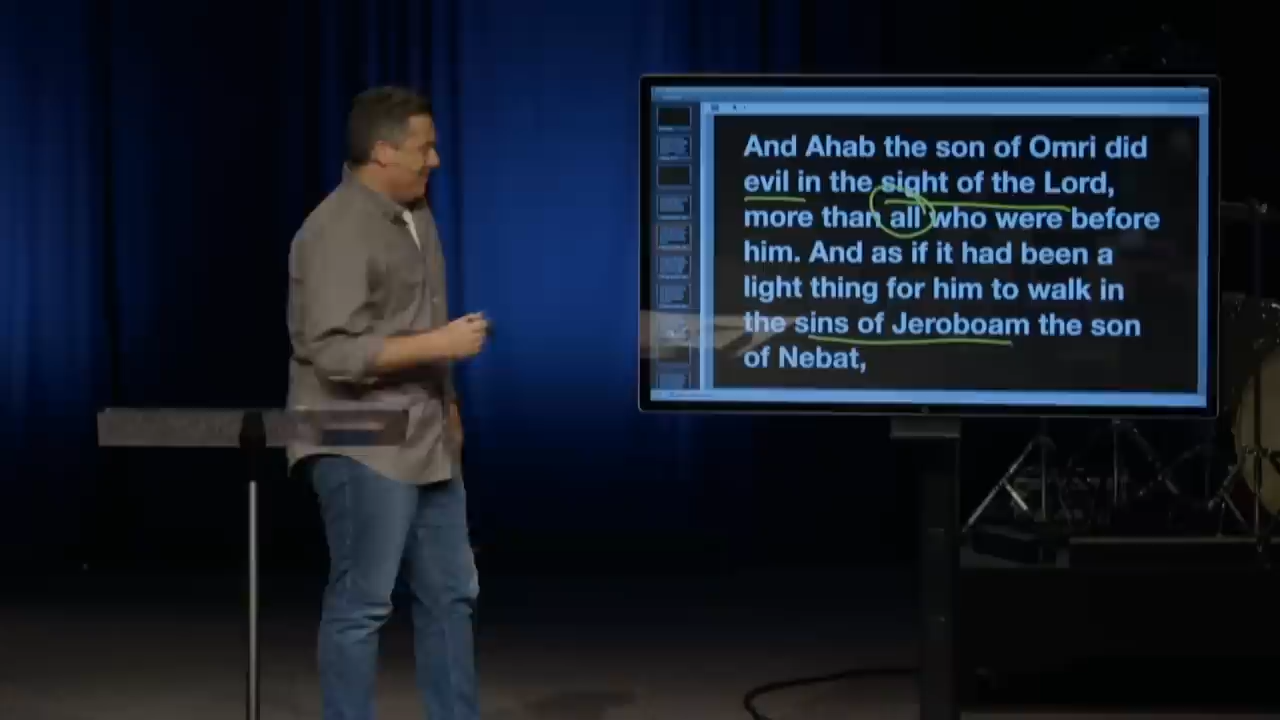 And Ahab the son of Omri did
evil in the sight of the Lord,
more than all who were before
him. And as if it had been a
light thing for him to walk in
the sins of Jeroboam the son
of Nebat,